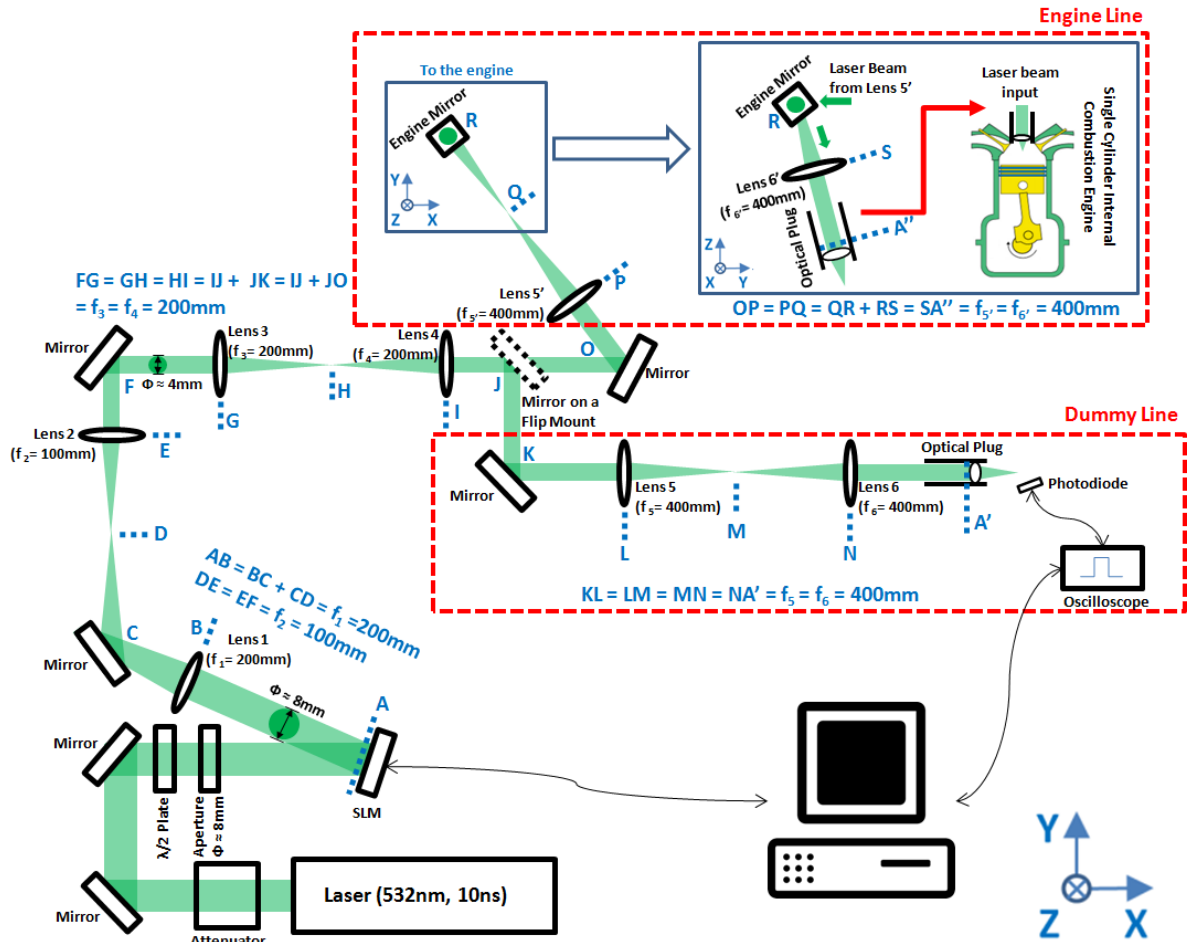 Engine Line
To the engine
Engine Mirror
R
Q
Y
Z
X
Engine Mirror
Laser Beam
from Lens 5'
R
S
Lens 6'
(f6'= 400mm)
Optical Plug
A''
Z
X
Y
Laser beam
input
Single Cylinder Internal
Combustion Engine
OP = PQ = QR + RS = SA'' = f5' = f6' = 400mm
P
Lens 5'
(f5'= 400mm)
O
Mirror
FG = GH = HI = IJ + JK = IJ + JO
= f3 = f4 = 200mm
Mirror
F
Φ ≈ 4mm
Lens 3
(f3= 200mm)
G
H
Lens 4
(f4= 200mm)
I
J
Mirror on a
Flip Mount
Lens 2
(f2= 100mm)
E
D
Dummy Line
K
Mirror
Lens 5
(f5= 400mm)
L
M
Lens 6
(f6= 400mm)
N
Optical Plug
A'
Photodiode
Oscilloscope
KL = LM = MN = NA' = f5 = f6 = 400mm
AB = BC + CD = f1 =200mm
DE = EF = f2 = 100mm
C
Mirror
B
Lens 1
(f1= 200mm)
Φ ≈ 8mm
A
SLM
Mirror
λ/2 Plate
Aperture
Φ ≈ 8mm
Mirror
Attenuator
Laser (532nm, 10ns)
Y
Z
X